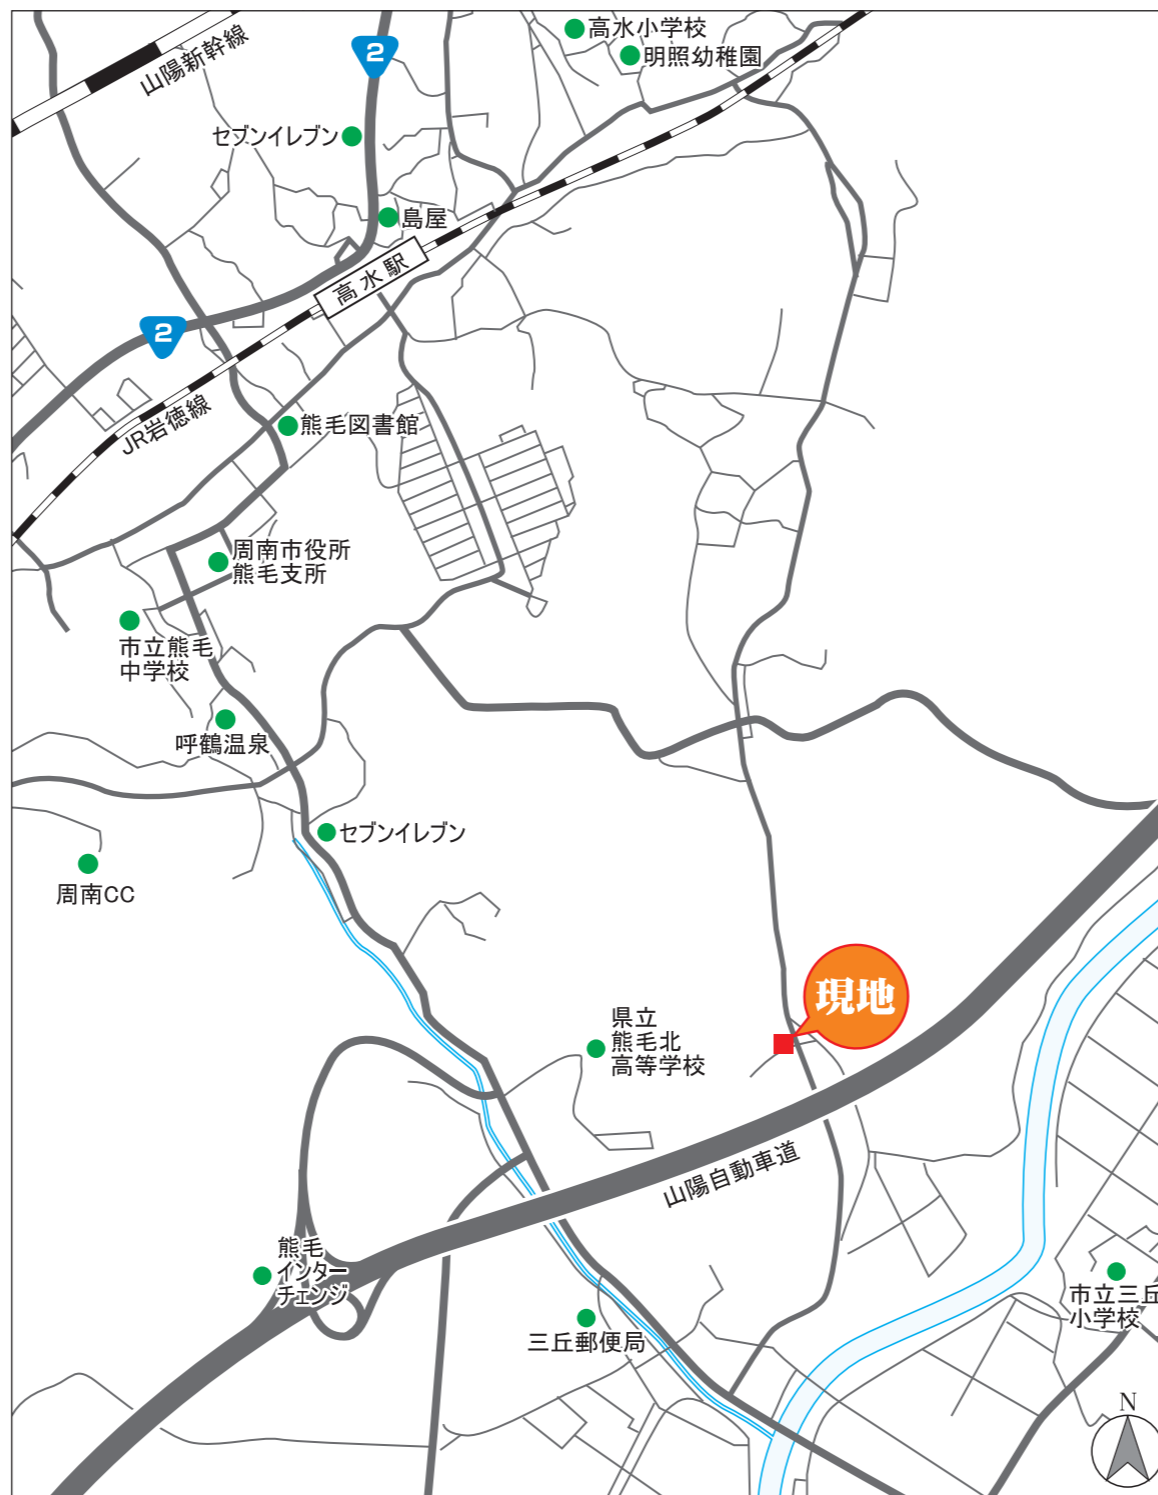 高水小学校
明照幼稚園
山陽新幹線
2
セブンイレブン
島屋
高水駅
2
JR岩徳線
熊毛図書館
周南市役所
熊毛支所
市立熊毛
中学校
呼鶴温泉
セブンイレブン
周南CC
現地
県立
熊毛北
高等学校
山陽自動車道
熊毛
インター
チェンジ
三丘郵便局
市立三丘
小学校
N